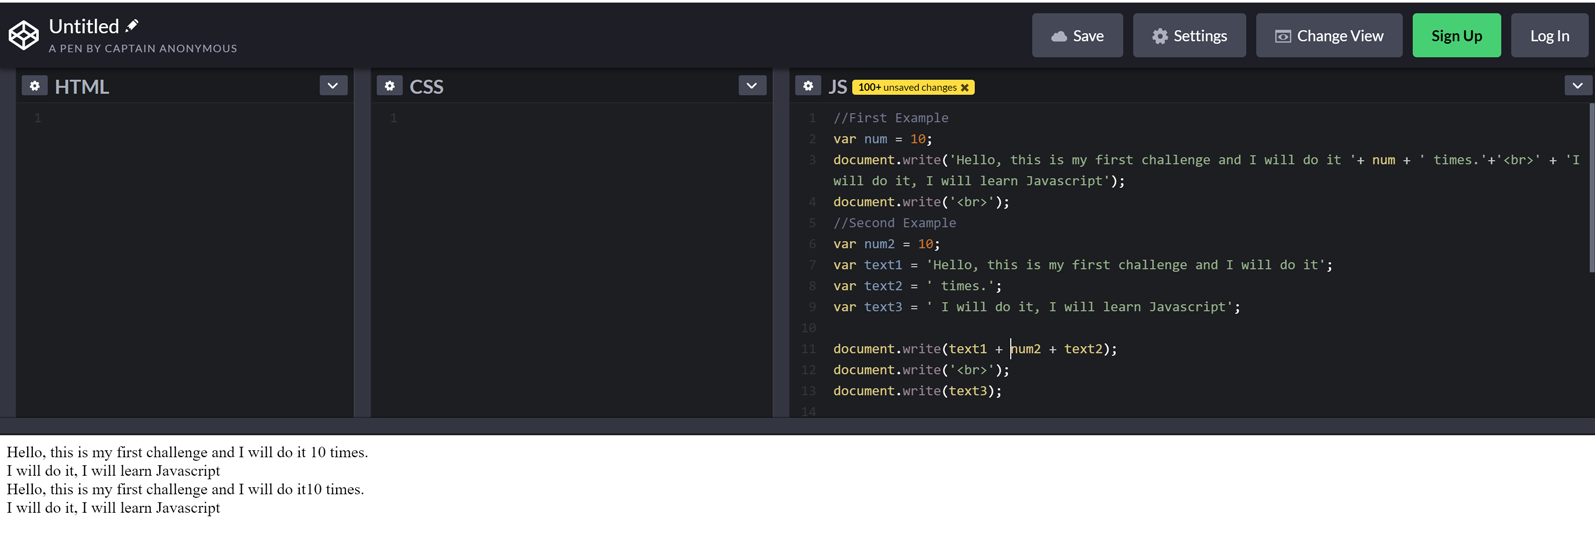 Untitled
A PEN BY CAPTAIN ANONYMOUS
Save
Settings
Change View
Sign Up
Log In
HTML
1
CSS
1
JS
100+ unsaved changes ×
1 //First Example
2 var num = 10;
3 document.write('Hello, this is my first challenge and I will do it '+ num + ' times.'+'<br>' + 'I
will do it, I will learn Javascript');
4 document.write('<br>');
5 //Second Example
6 var num2 = 10;
7 var text1 = 'Hello, this is my first challenge and I will do it';
8 var text2 = ' times.';
9 var text3 = ' I will do it, I will learn Javascript';
10
11 document.write(text1 + num2 + text2);
12 document.write('<br>');
13 document.write(text3);
14
Hello, this is my first challenge and I will do it 10 times.
I will do it, I will learn Javascript
Hello, this is my first challenge and I will do it10 times.
I will do it, I will learn Javascript